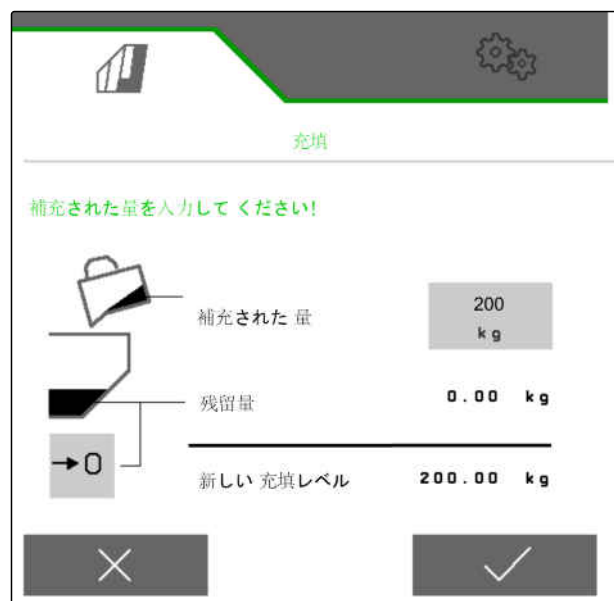 充填
補充された量を入力して ください!
補充された 量
200
kg
残留量
0.00 kg
→0
新しい 充填レベル
200.00 kg